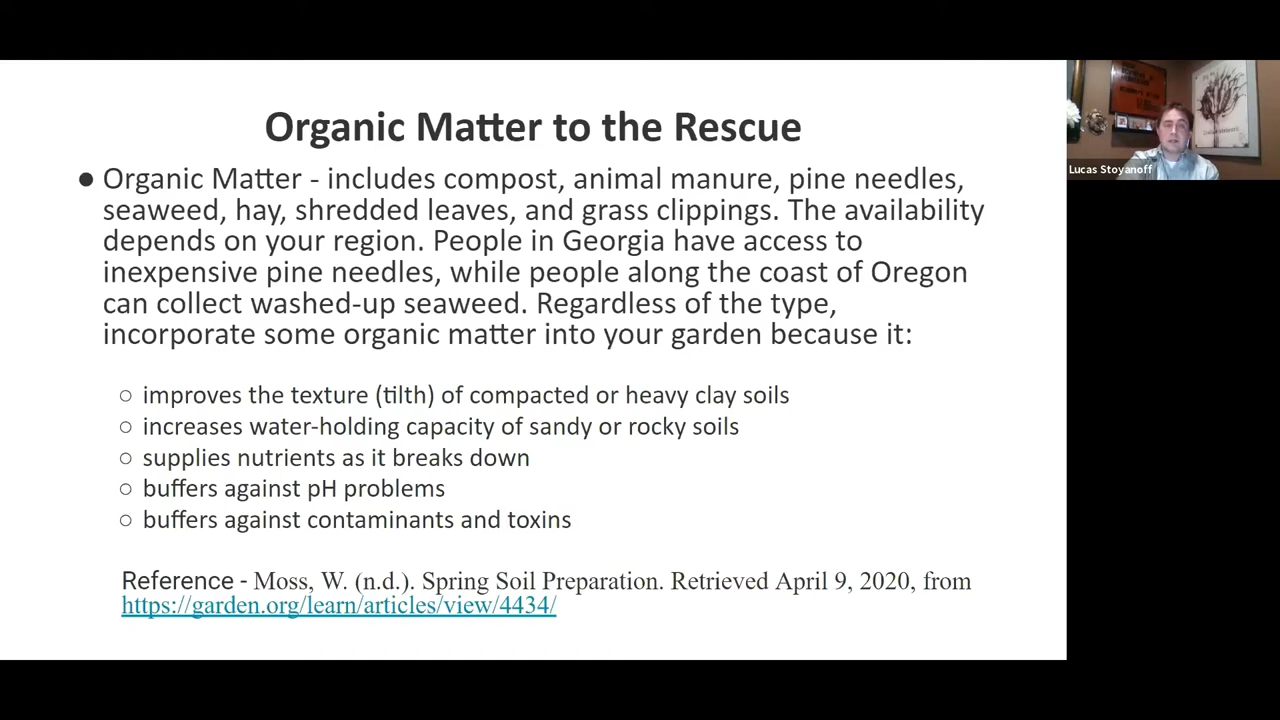 Organic Matter to the Rescue
● Organic Matter - includes compost, animal manure, pine needles,
seaweed, hay, shredded leaves, and grass clippings. The availability
depends on your region. People in Georgia have access to
inexpensive pine needles, while people along the coast of Oregon
can collect washed-up seaweed. Regardless of the type,
incorporate some organic matter into your garden because it:
○ improves the texture (tilth) of compacted or heavy clay soils
○ increases water-holding capacity of sandy or rocky soils
○ supplies nutrients as it breaks down
○ buffers against pH problems
○ buffers against contaminants and toxins
Reference - Moss, W. (n.d.). Spring Soil Preparation. Retrieved April 9, 2020, from
https://garden.org/learn/articles/view/4434/
Lucas Stoyanoff